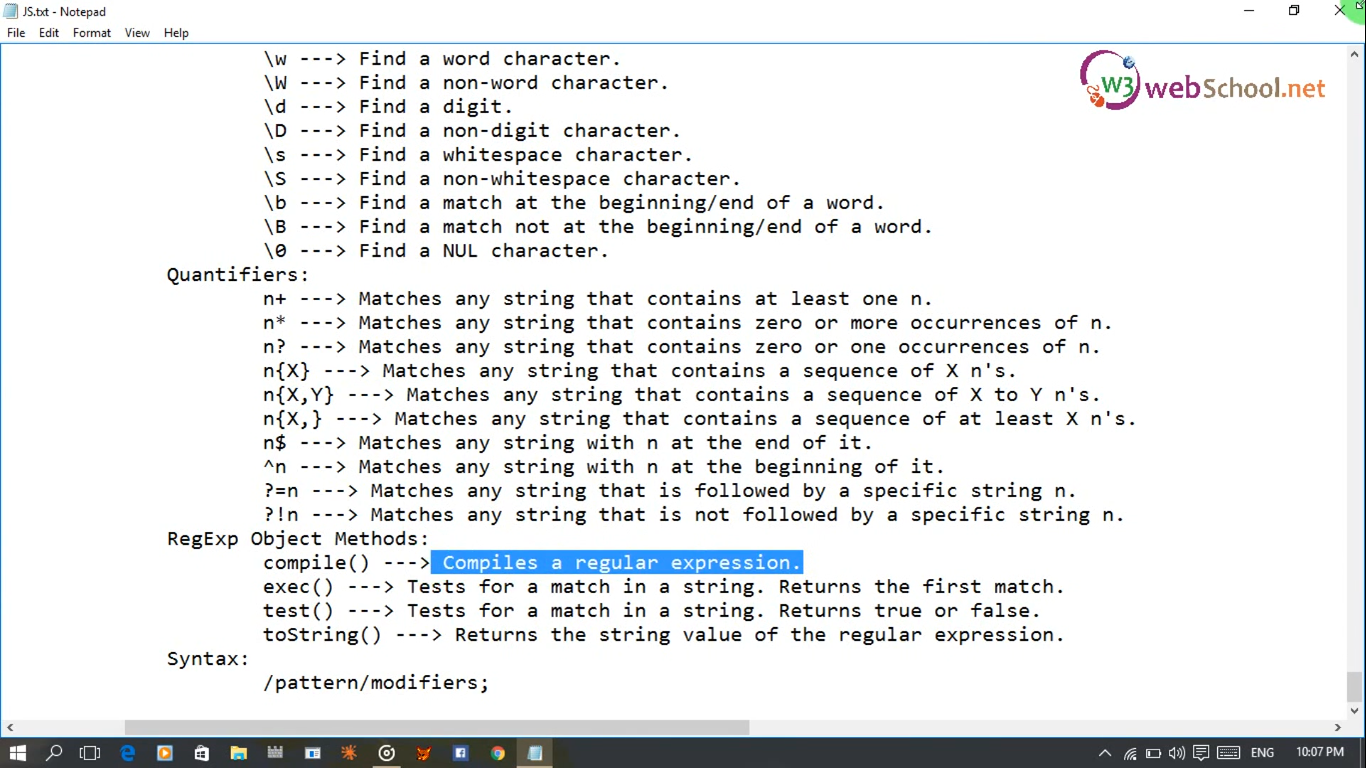 JS.txt - Notepad
File Edit Format View Help
\w ---> Find a word character.
\W ---> Find a non-word character.
\d ---> Find a digit.
\D ---> Find a non-digit character.
\s ---> Find a whitespace character.
\S ---> Find a non-whitespace character.
\b ---> Find a match at the beginning/end of a word.
\B ---> Find a match not at the beginning/end of a word.
\0 ---> Find a NUL character.
Quantifiers:
n+ ---> Matches any string that contains at least one n.
n* ---> Matches any string that contains zero or more occurrences of n.
n? ---> Matches any string that contains zero or one occurrences of n.
n{X} ---> Matches any string that contains a sequence of X n's.
n{X,Y} ---> Matches any string that contains a sequence of X to Y n's.
n{X,} ---> Matches any string that contains a sequence of at least X n's.
n$ ---> Matches any string with n at the end of it.
^n ---> Matches any string with n at the beginning of it.
?=n ---> Matches any string that is followed by a specific string n.
?!n ---> Matches any string that is not followed by a specific string n.
RegExp Object Methods:
compile() ---> Compiles a regular expression.
exec() ---> Tests for a match in a string. Returns the first match.
test() ---> Tests for a match in a string. Returns true or false.
toString() ---> Returns the string value of the regular expression.
Syntax:
/pattern/modifiers;
W3 webSchool.net
ENG 10:07 PM